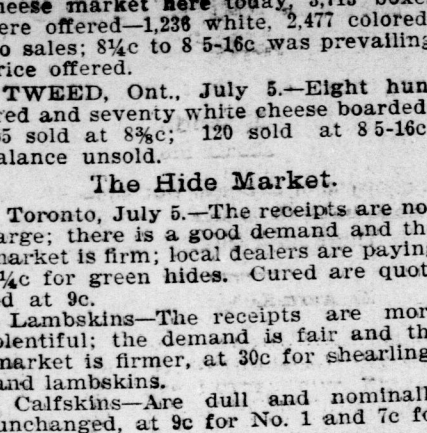 heese market here today, 3,715 boxe
ere offered—1,236 white, 2,477 colored
o sales; 8¼c to 8 5-16c was prevailing
rice offered.
TWEED, Ont., July 5.—Eight hun
red and seventy white cheese boarded
5 sold at 8⅜c; 120 sold at 8 5-16c
alance unsold.
The Hide Market.
Toronto, July 5.—The receipts are no
arge; there is a good demand and th
market is firm; local dealers are paying
¼c for green hides. Cured are quot
d at 9c.
Lambskins—The receipts are mor
plentiful; the demand is fair and th
market is firmer, at 30c for shearling
and lambskins.
Calfskins—Are dull and nominall
unchanged, at 9c for No. 1 and 7c fo